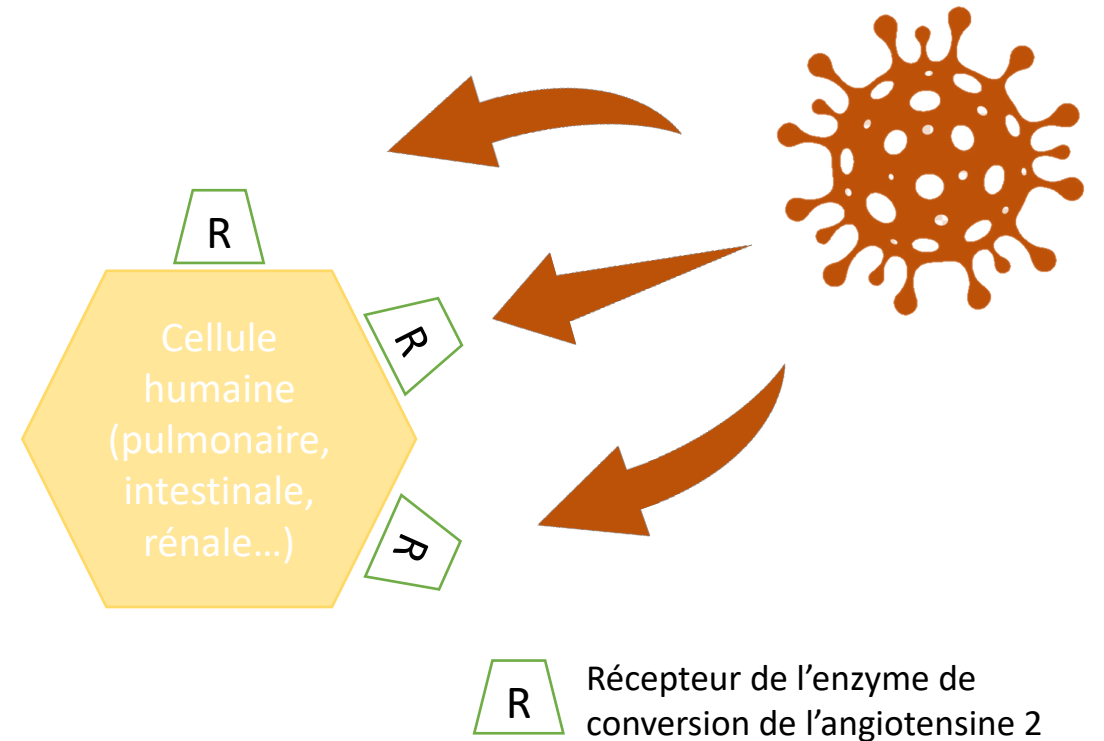 R
R
Cellule
humaine
(pulmonaire,
intestinale,
rénale…)
R
R
Récepteur de l’enzyme de
conversion de l’angiotensine 2